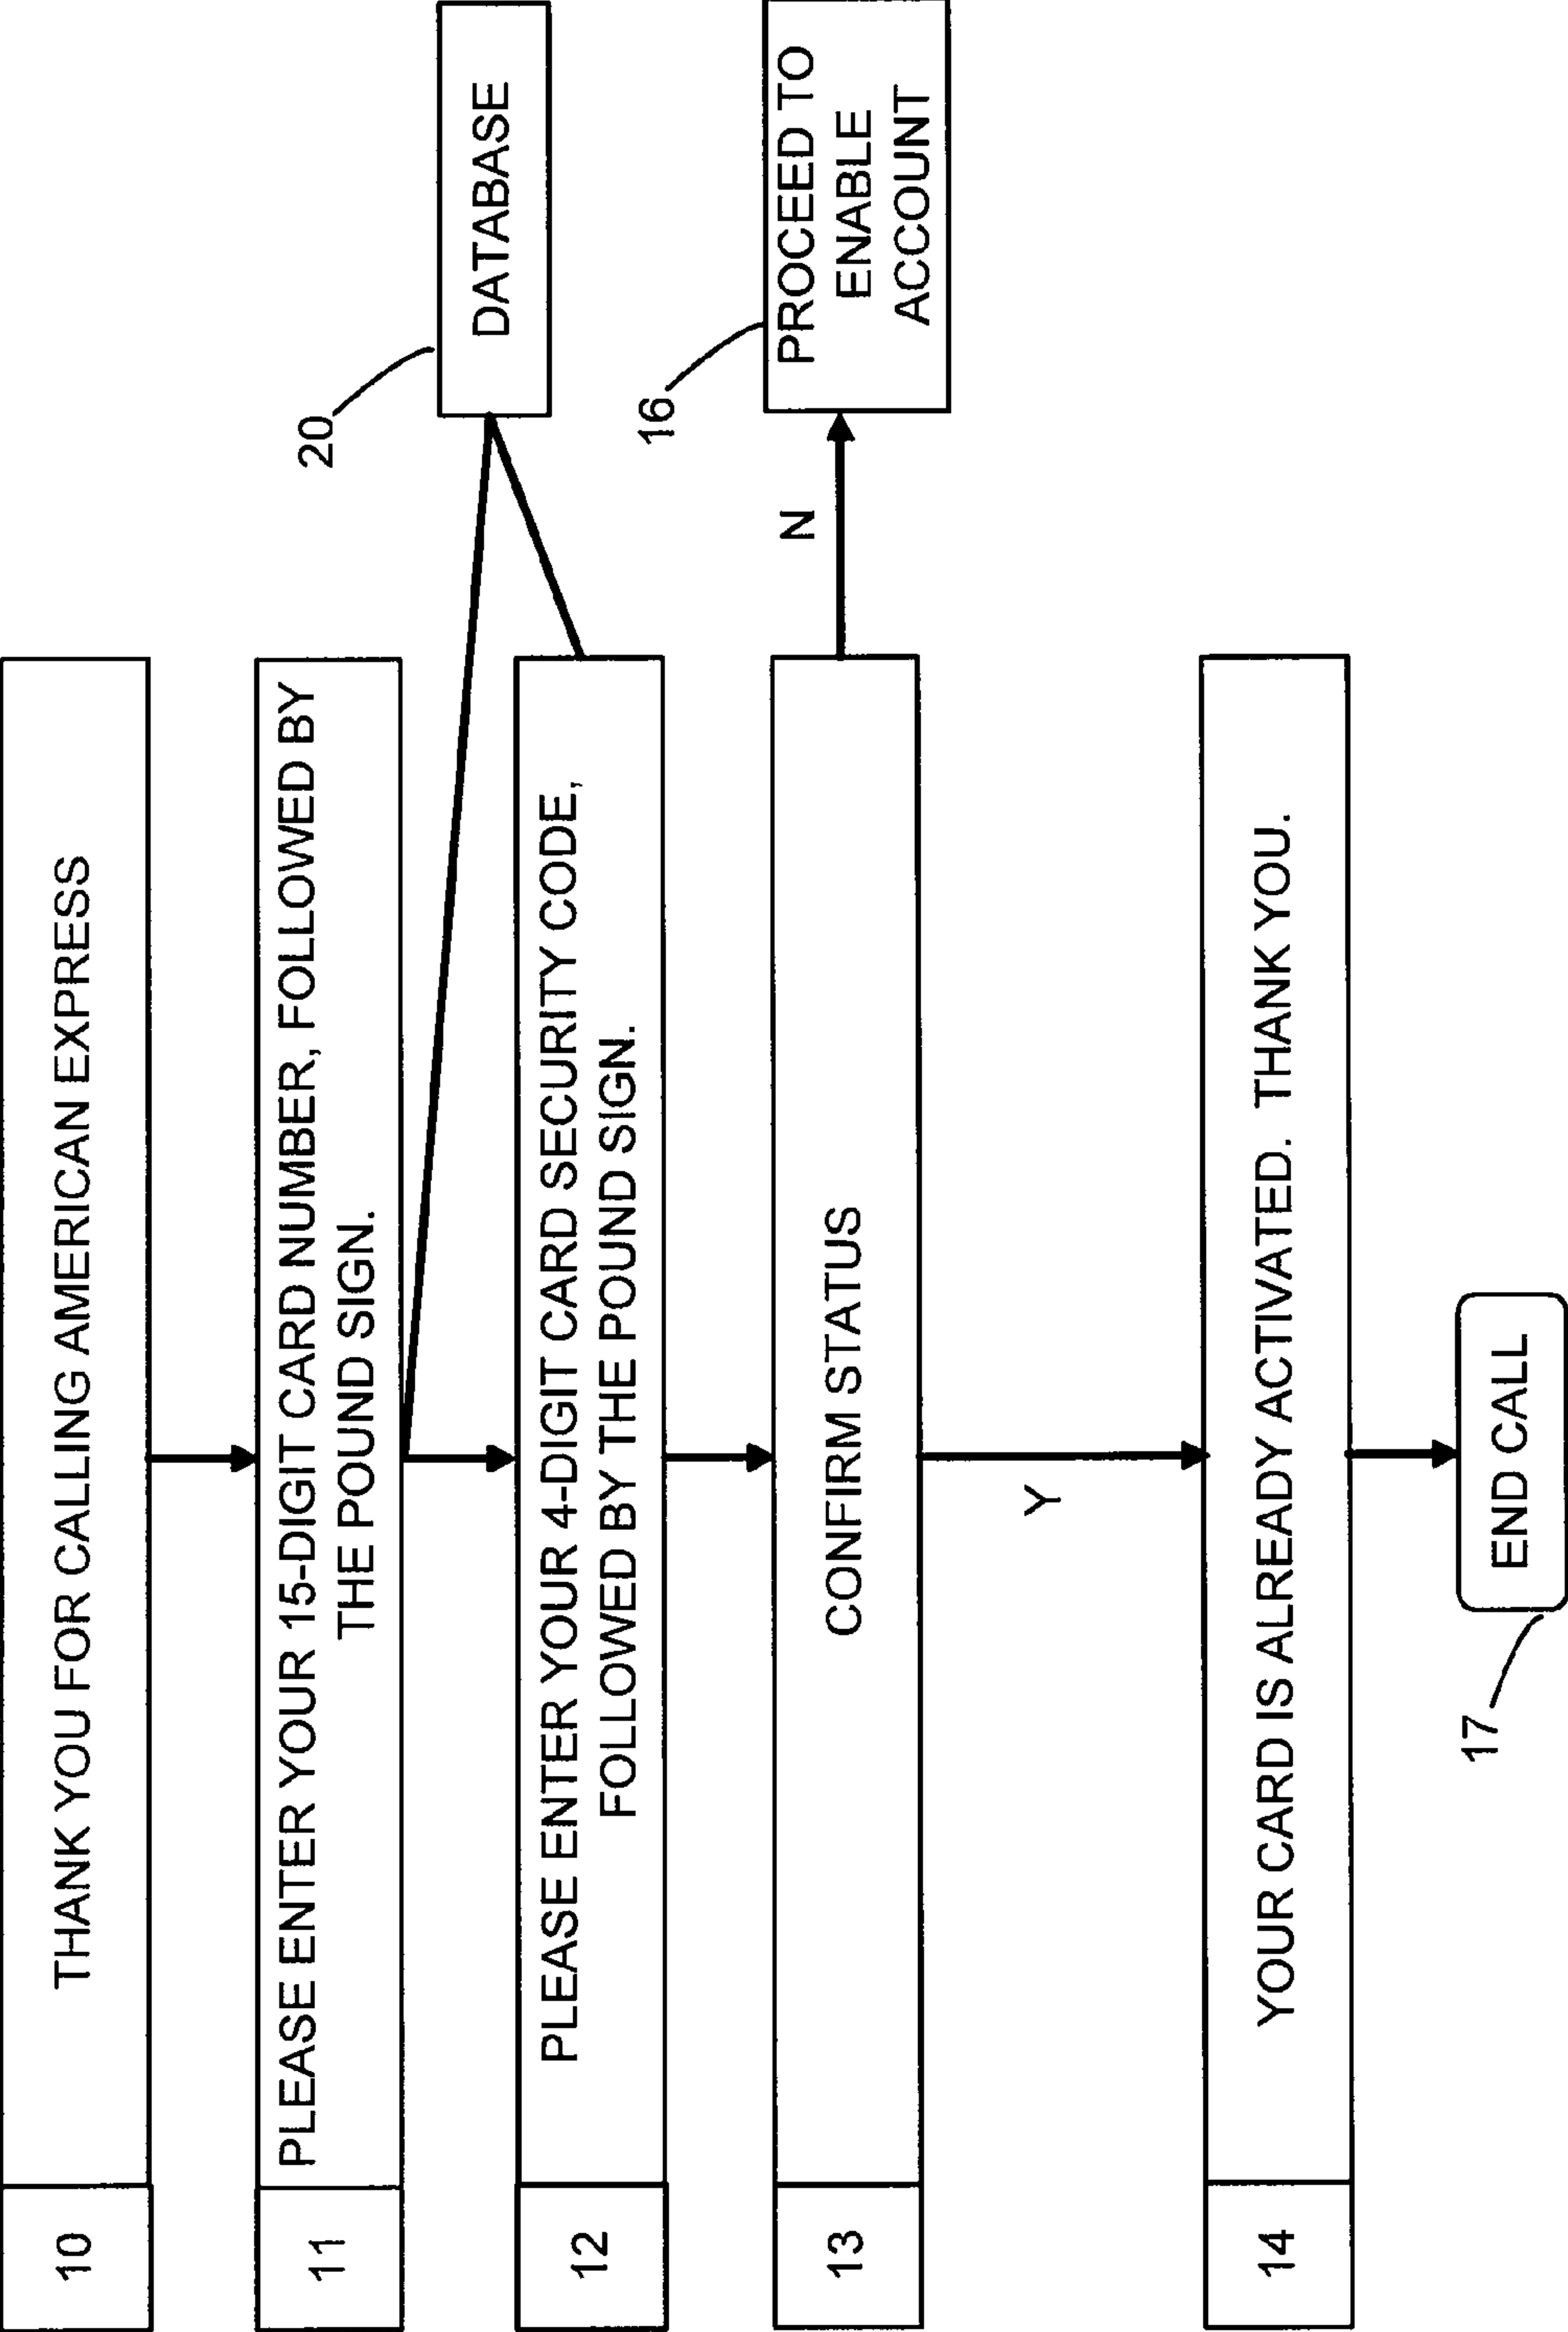 10
THANK YOU FOR CALLING AMERICAN EXPRESS
11
PLEASE ENTER YOUR 15-DIGIT CARD NUMBER, FOLLOWED BY
THE POUND SIGN.
20
DATABASE
12
PLEASE ENTER YOUR 4-DIGIT CARD SECURITY CODE,
FOLLOWED BY THE POUND SIGN.
13
CONFIRM STATUS
N
16
PROCEED TO
ENABLE
ACCOUNT
Y
14
YOUR CARD IS ALREADY ACTIVATED. THANK YOU.
17
END CALL